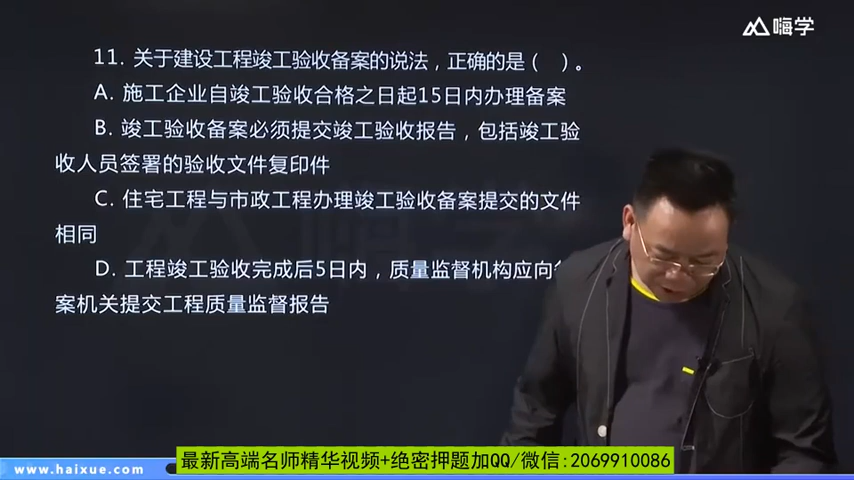 嗨学
11. 关于建设工程竣工验收备案的说法，正确的是（ ）。
A. 施工企业自竣工验收合格之日起15日内办理备案
B. 竣工验收备案必须提交竣工验收报告，包括竣工验
收人员签署的验收文件复印件
C. 住宅工程与市政工程办理竣工验收备案提交的文件
相同
D. 工程竣工验收完成后5日内，质量监督机构应向
案机关提交工程质量监督报告
www.haixue.com
最新高端名师精华视频+绝密押题加QQ/微信:2069910086